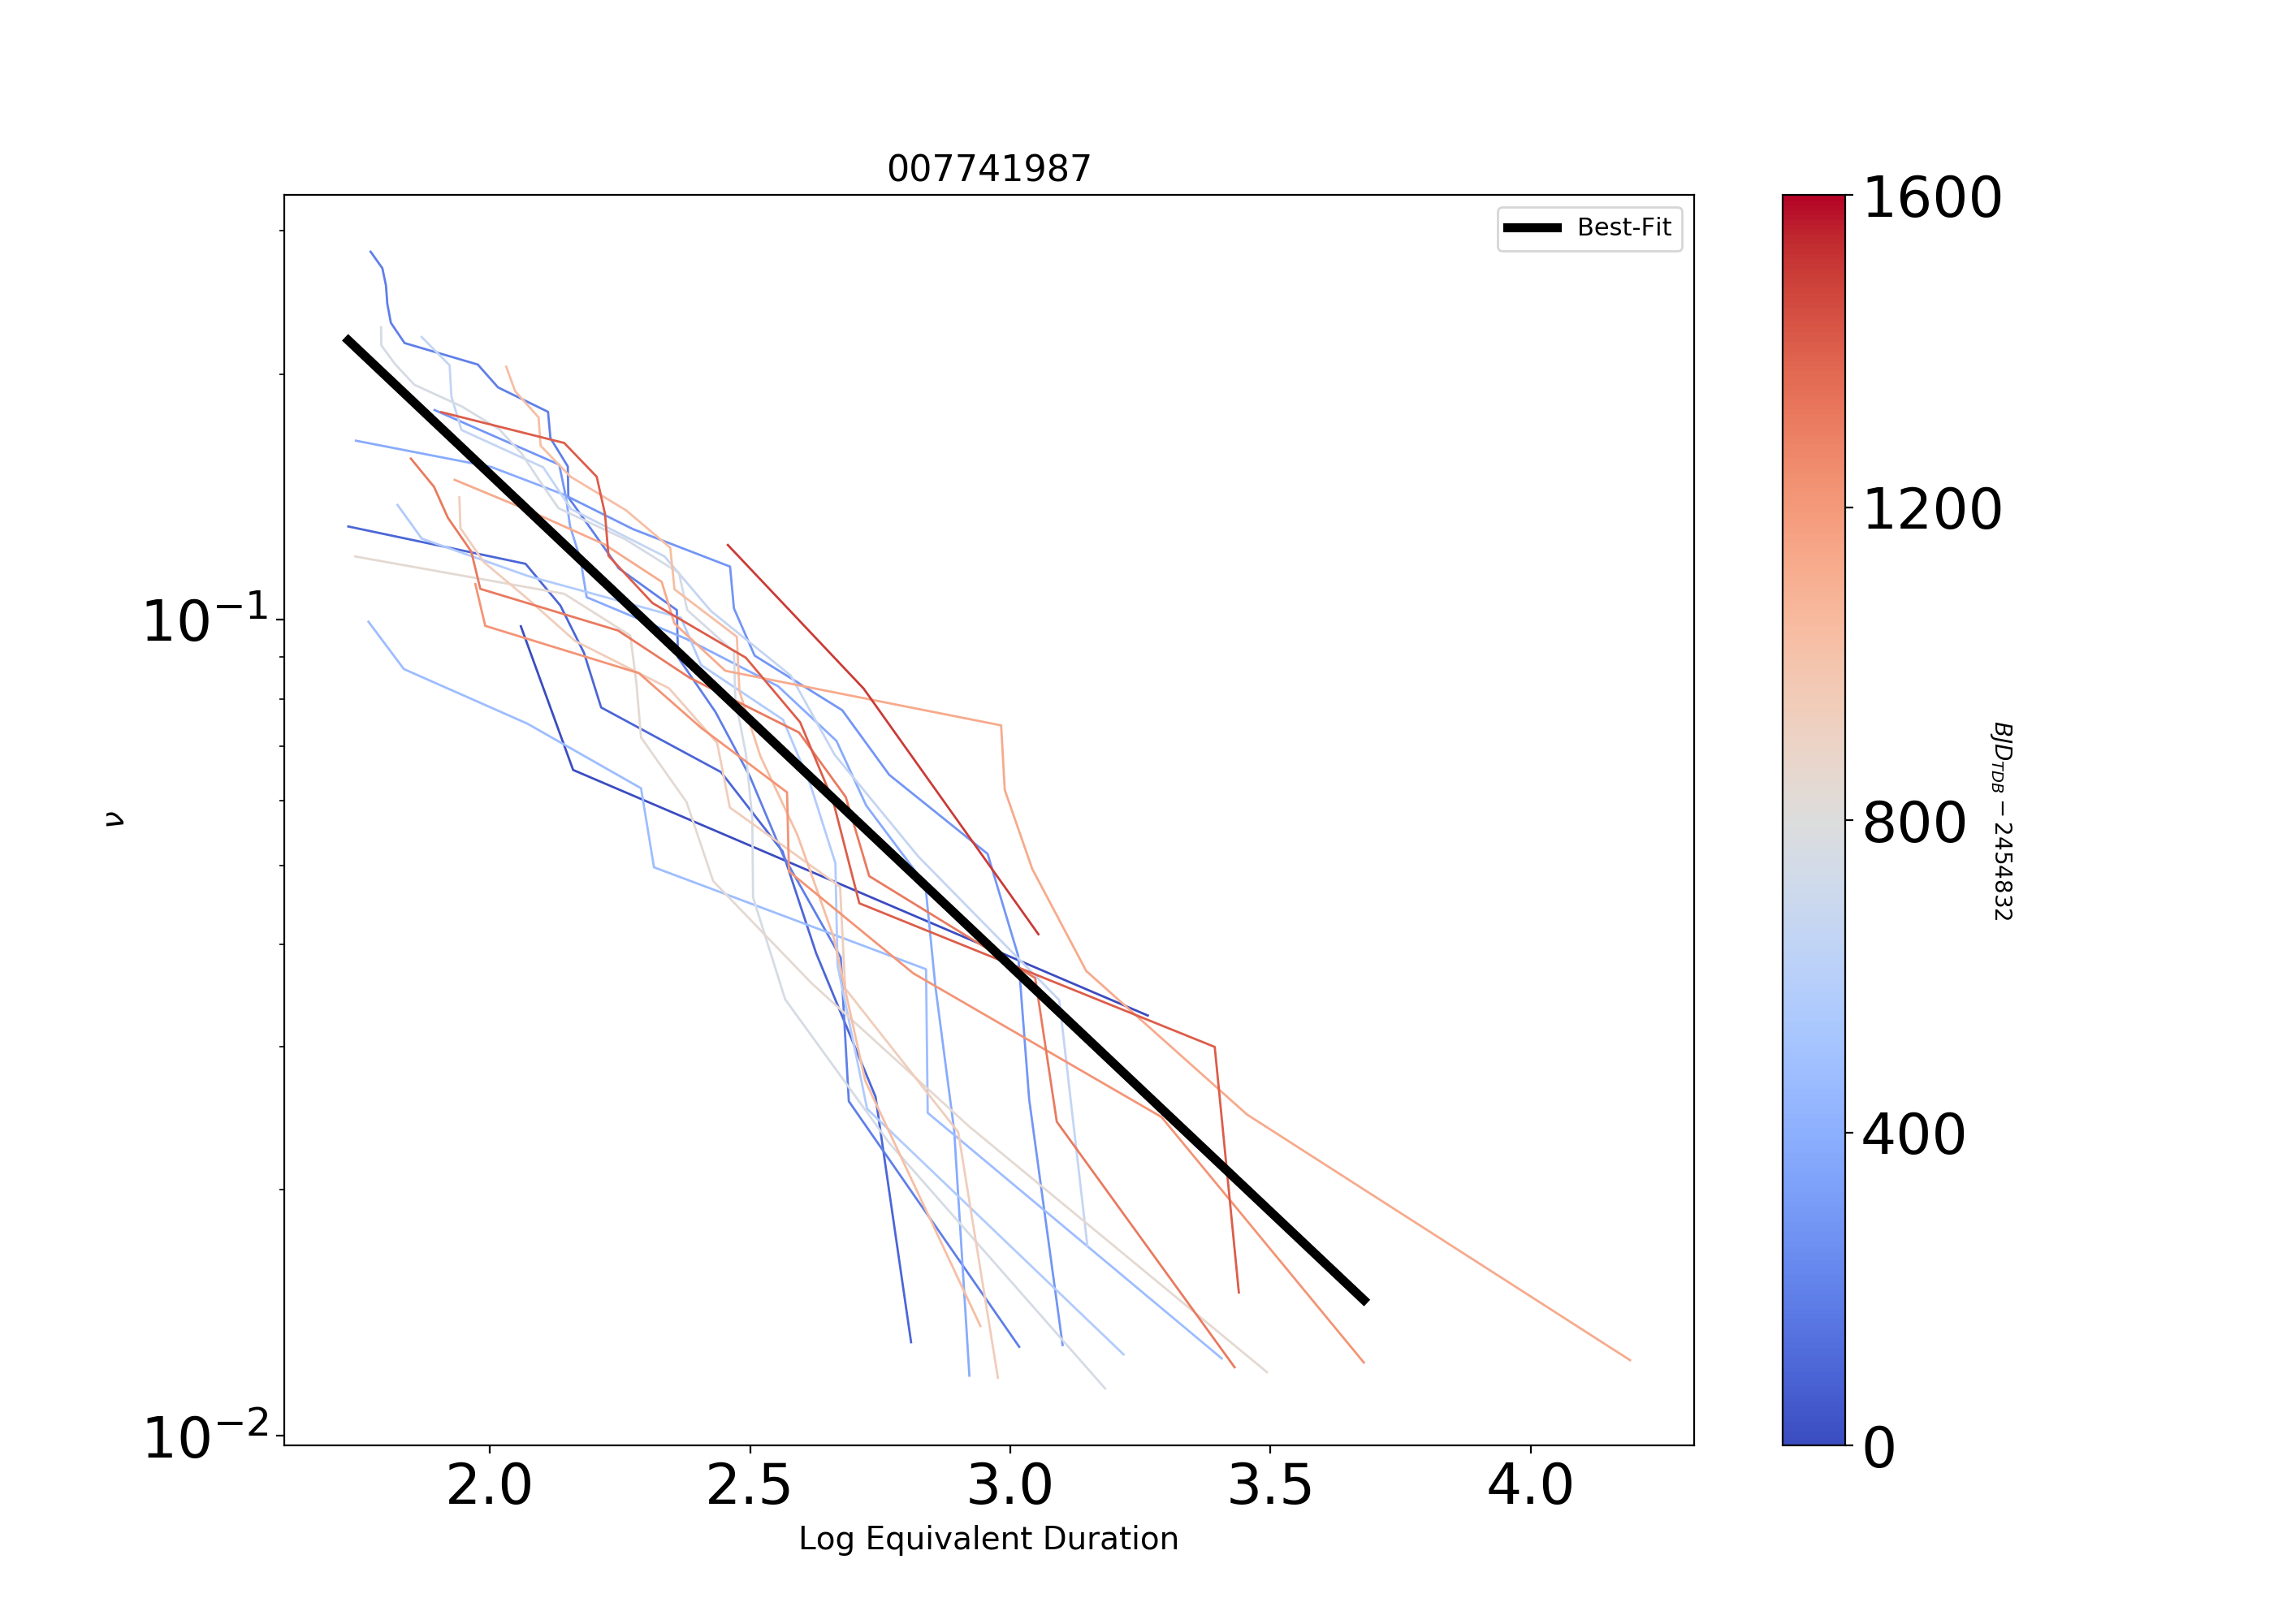 007741987
Best-Fit
10⁻¹
10⁻²
ν
2.0 2.5 3.0 3.5 4.0
Log Equivalent Duration
1600
1200
800
400
0
BJD_TDB − 2454832